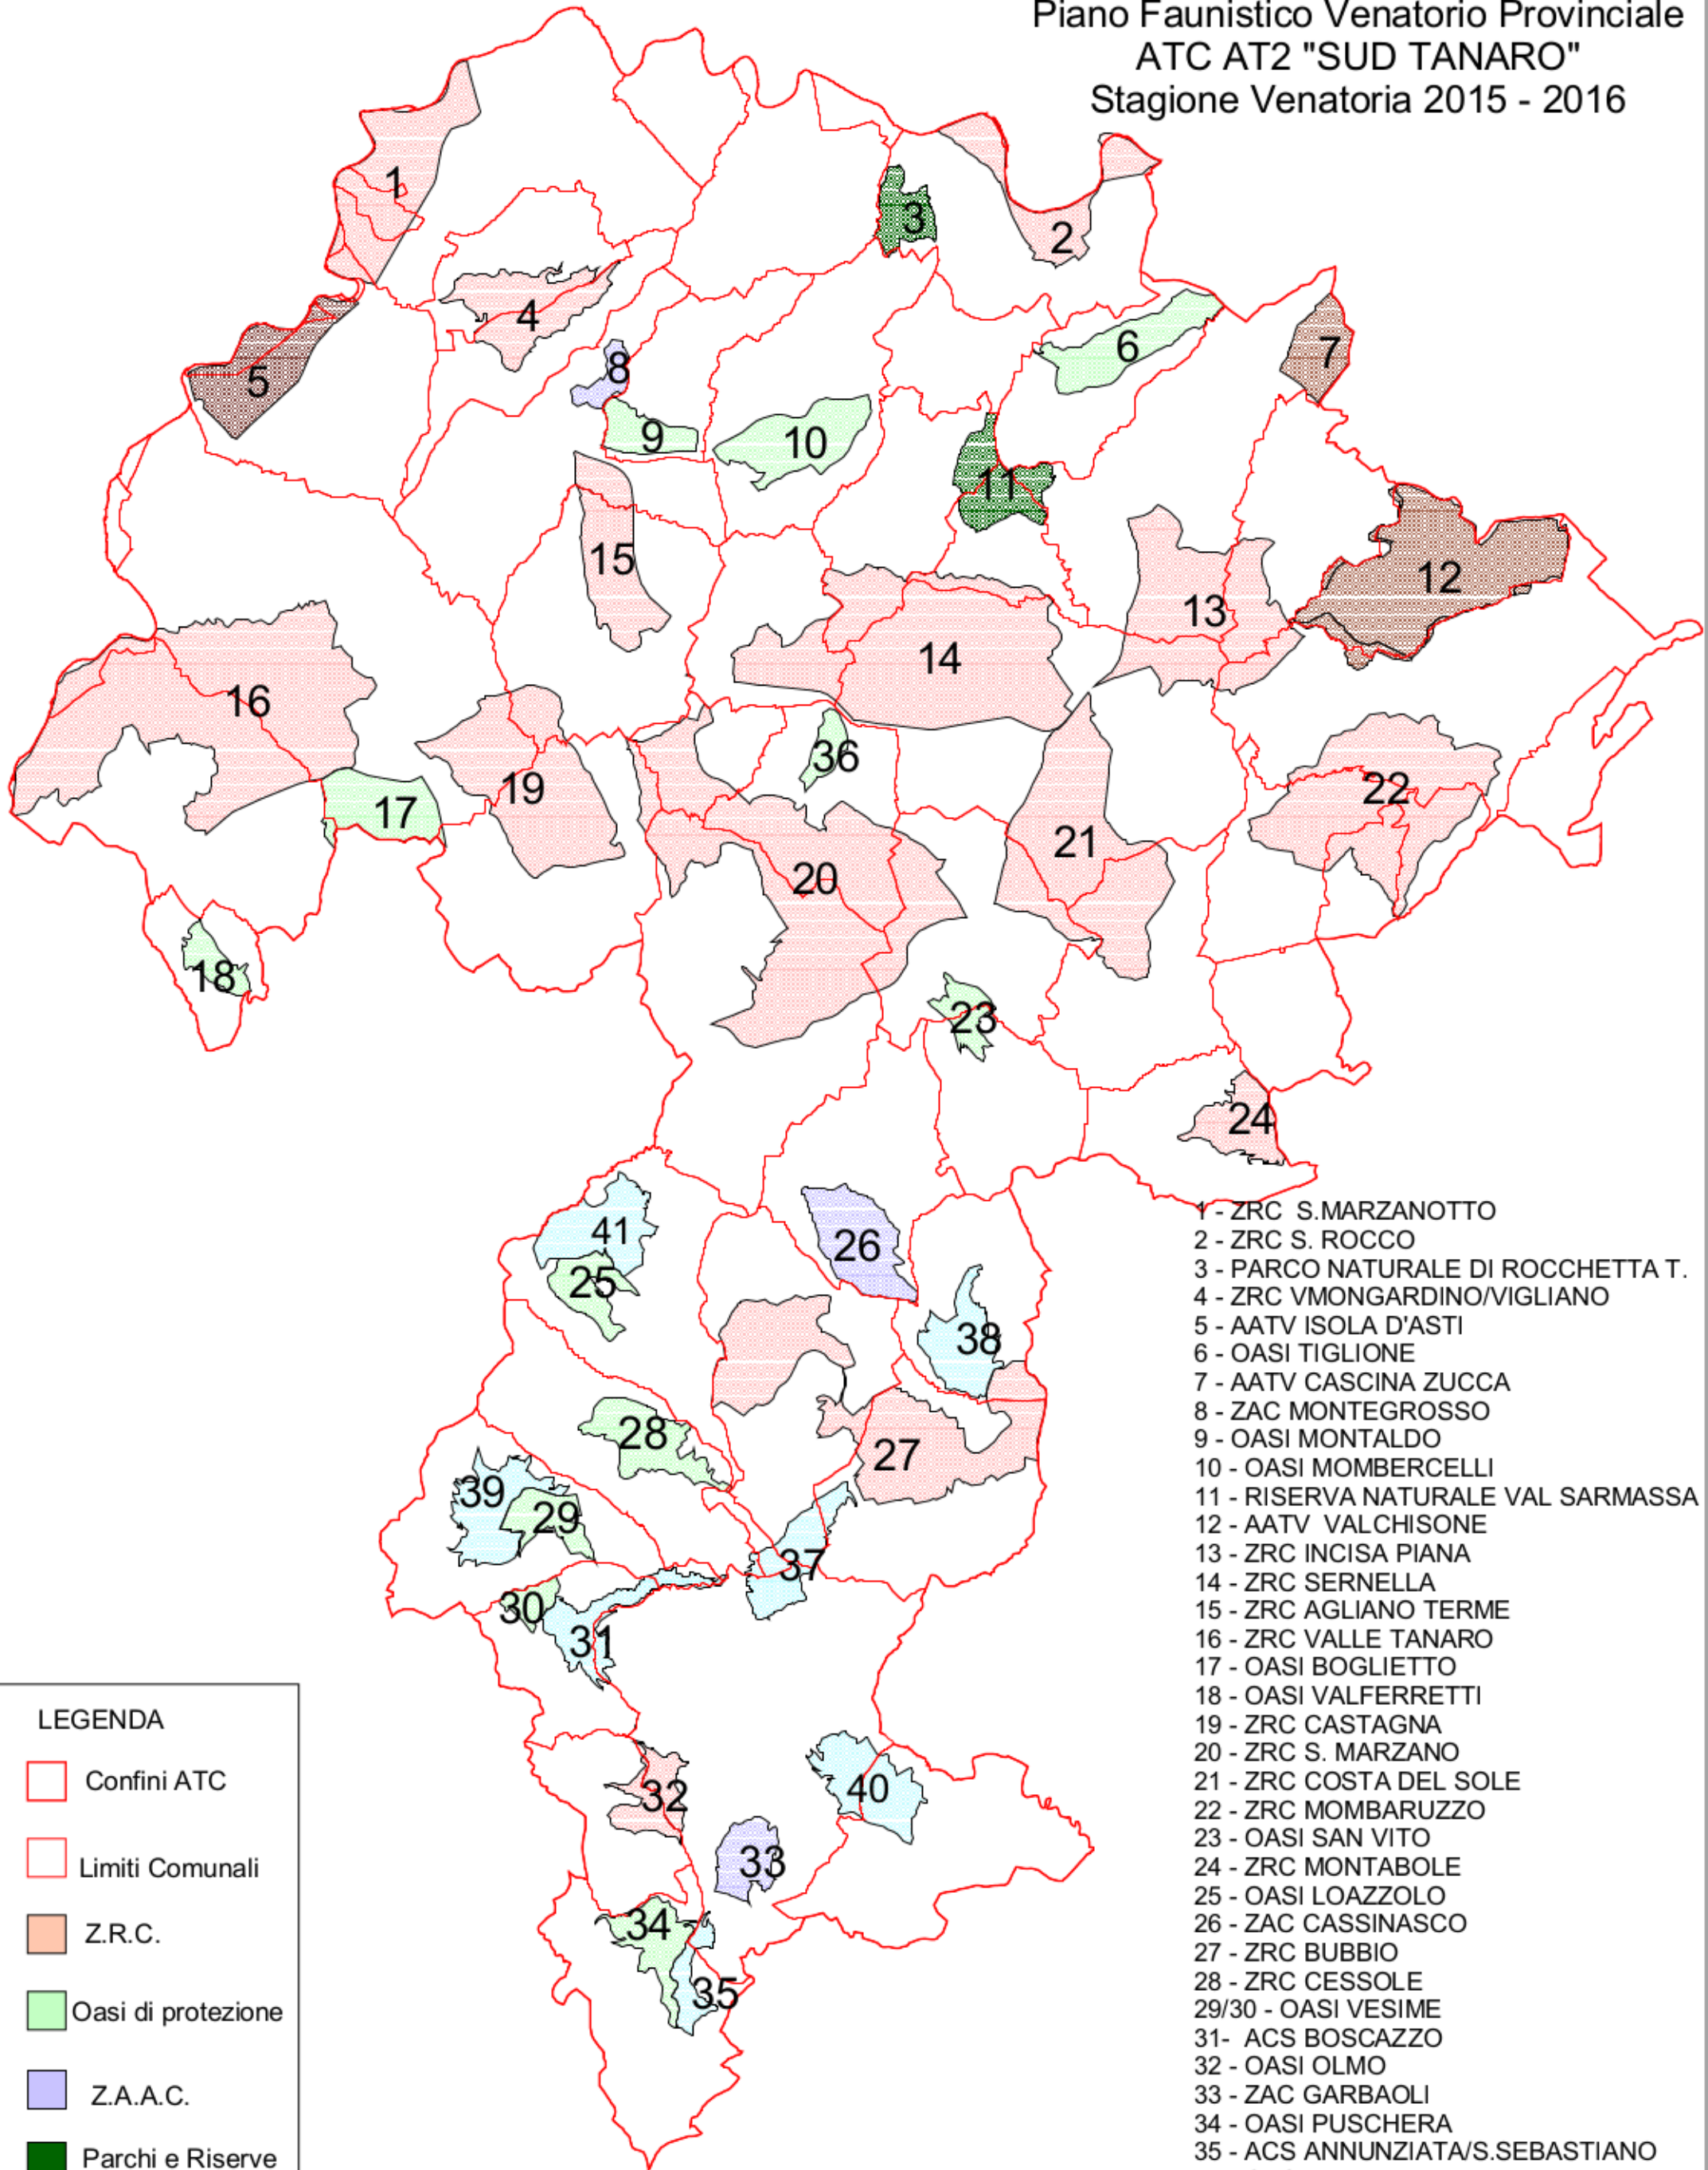 Piano Faunistico Venatorio Provinciale
ATC AT2 "SUD TANARO"
Stagione Venatoria 2015 - 2016
1
2
3
4
5
6
7
8
9
10
11
12
13
14
15
16
17
18
19
20
21
22
36
23
24
41
25
26
38
28
27
39
29
37
30
31
32
40
33
34
35
1 - ZRC S.MARZANOTTO
2 - ZRC S. ROCCO
3 - PARCO NATURALE DI ROCCHETTA T.
4 - ZRC VMONGARDINO/VIGLIANO
5 - AATV ISOLA D'ASTI
6 - OASI TIGLIONE
7 - AATV CASCINA ZUCCA
8 - ZAC MONTEGROSSO
9 - OASI MONTALDO
10 - OASI MOMBERCELLI
11 - RISERVA NATURALE VAL SARMASSA
12 - AATV VALCHISONE
13 - ZRC INCISA PIANA
14 - ZRC SERNELLA
15 - ZRC AGLIANO TERME
16 - ZRC VALLE TANARO
17 - OASI BOGLIETTO
18 - OASI VALFERRETTI
19 - ZRC CASTAGNA
20 - ZRC S. MARZANO
21 - ZRC COSTA DEL SOLE
22 - ZRC MOMBARUZZO
23 - OASI SAN VITO
24 - ZRC MONTABOLE
25 - OASI LOAZZOLO
26 - ZAC CASSINASCO
27 - ZRC BUBBIO
28 - ZRC CESSOLE
29/30 - OASI VESIME
31- ACS BOSCAZZO
32 - OASI OLMO
33 - ZAC GARBAOLI
34 - OASI PUSCHERA
35 - ACS ANNUNZIATA/S.SEBASTIANO
LEGENDA
Confini ATC
Limiti Comunali
Z.R.C.
Oasi di protezione
Z.A.A.C.
Parchi e Riserve